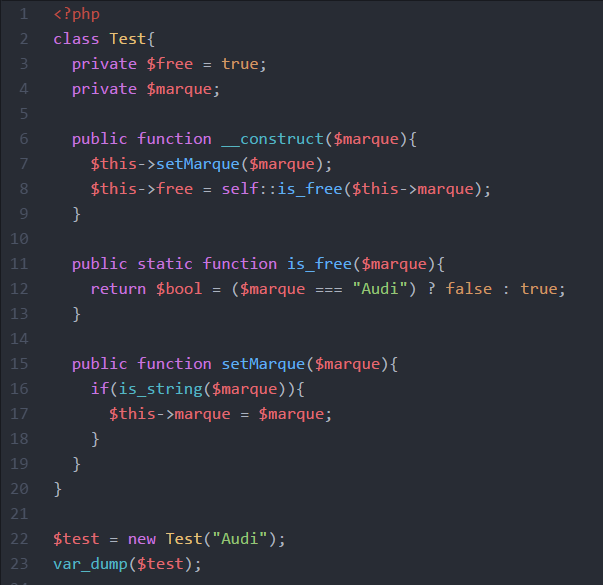 1 <?php
2 class Test{
3   private $free = true;
4   private $marque;
5
6   public function __construct($marque){
7     $this->setMarque($marque);
8     $this->free = self::is_free($this->marque);
9   }
10
11   public static function is_free($marque){
12     return $bool = ($marque === "Audi") ? false : true;
13   }
14
15   public function setMarque($marque){
16     if(is_string($marque)){
17       $this->marque = $marque;
18     }
19   }
20 }
21
22 $test = new Test("Audi");
23 var_dump($test);